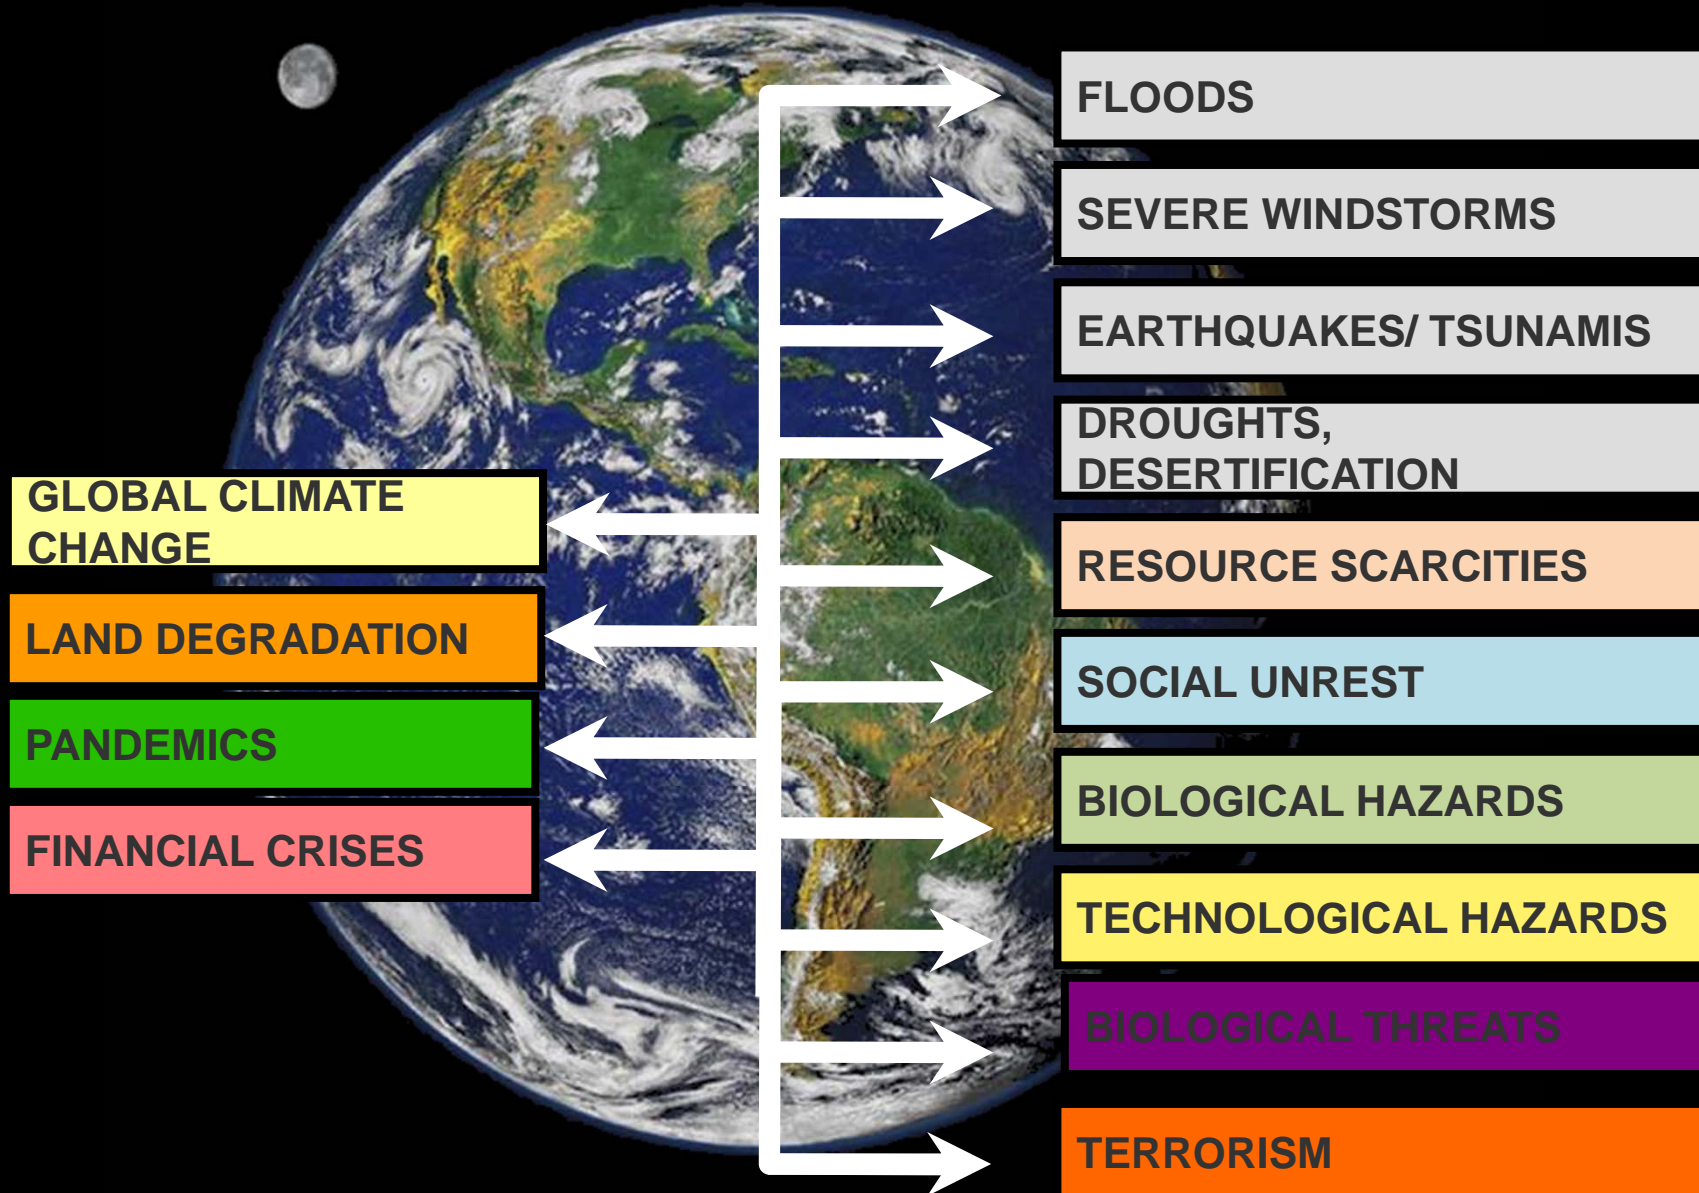 GLOBAL CLIMATE
CHANGE
LAND DEGRADATION
PANDEMICS
FINANCIAL CRISES
FLOODS
SEVERE WINDSTORMS
EARTHQUAKES/ TSUNAMIS
DROUGHTS,
DESERTIFICATION
RESOURCE SCARCITIES
SOCIAL UNREST
BIOLOGICAL HAZARDS
TECHNOLOGICAL HAZARDS
BIOLOGICAL THREATS
TERRORISM